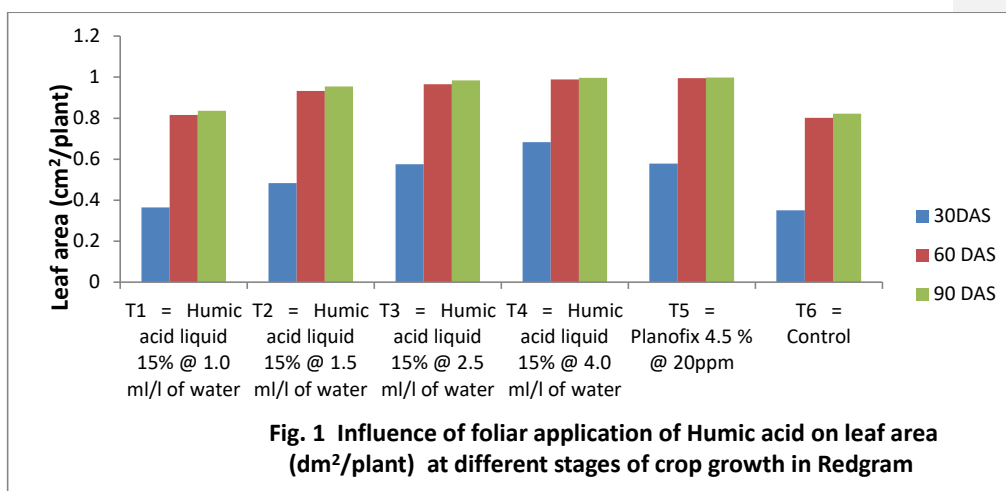 Leaf area (cm²/plant)
1.2
1
0.8
0.6
0.4
0.2
0
T1 = Humic
acid liquid
15% @ 1.0
ml/l of water
T2 = Humic
acid liquid
15% @ 1.5
ml/l of water
T3 = Humic
acid liquid
15% @ 2.5
ml/l of water
T4 = Humic
acid liquid
15% @ 4.0
ml/l of water
T5 =
Planofix 4.5 %
@ 20ppm
T6 =
Control
30DAS
60 DAS
90 DAS
Fig. 1 Influence of foliar application of Humic acid on leaf area
(dm²/plant) at different stages of crop growth in Redgram